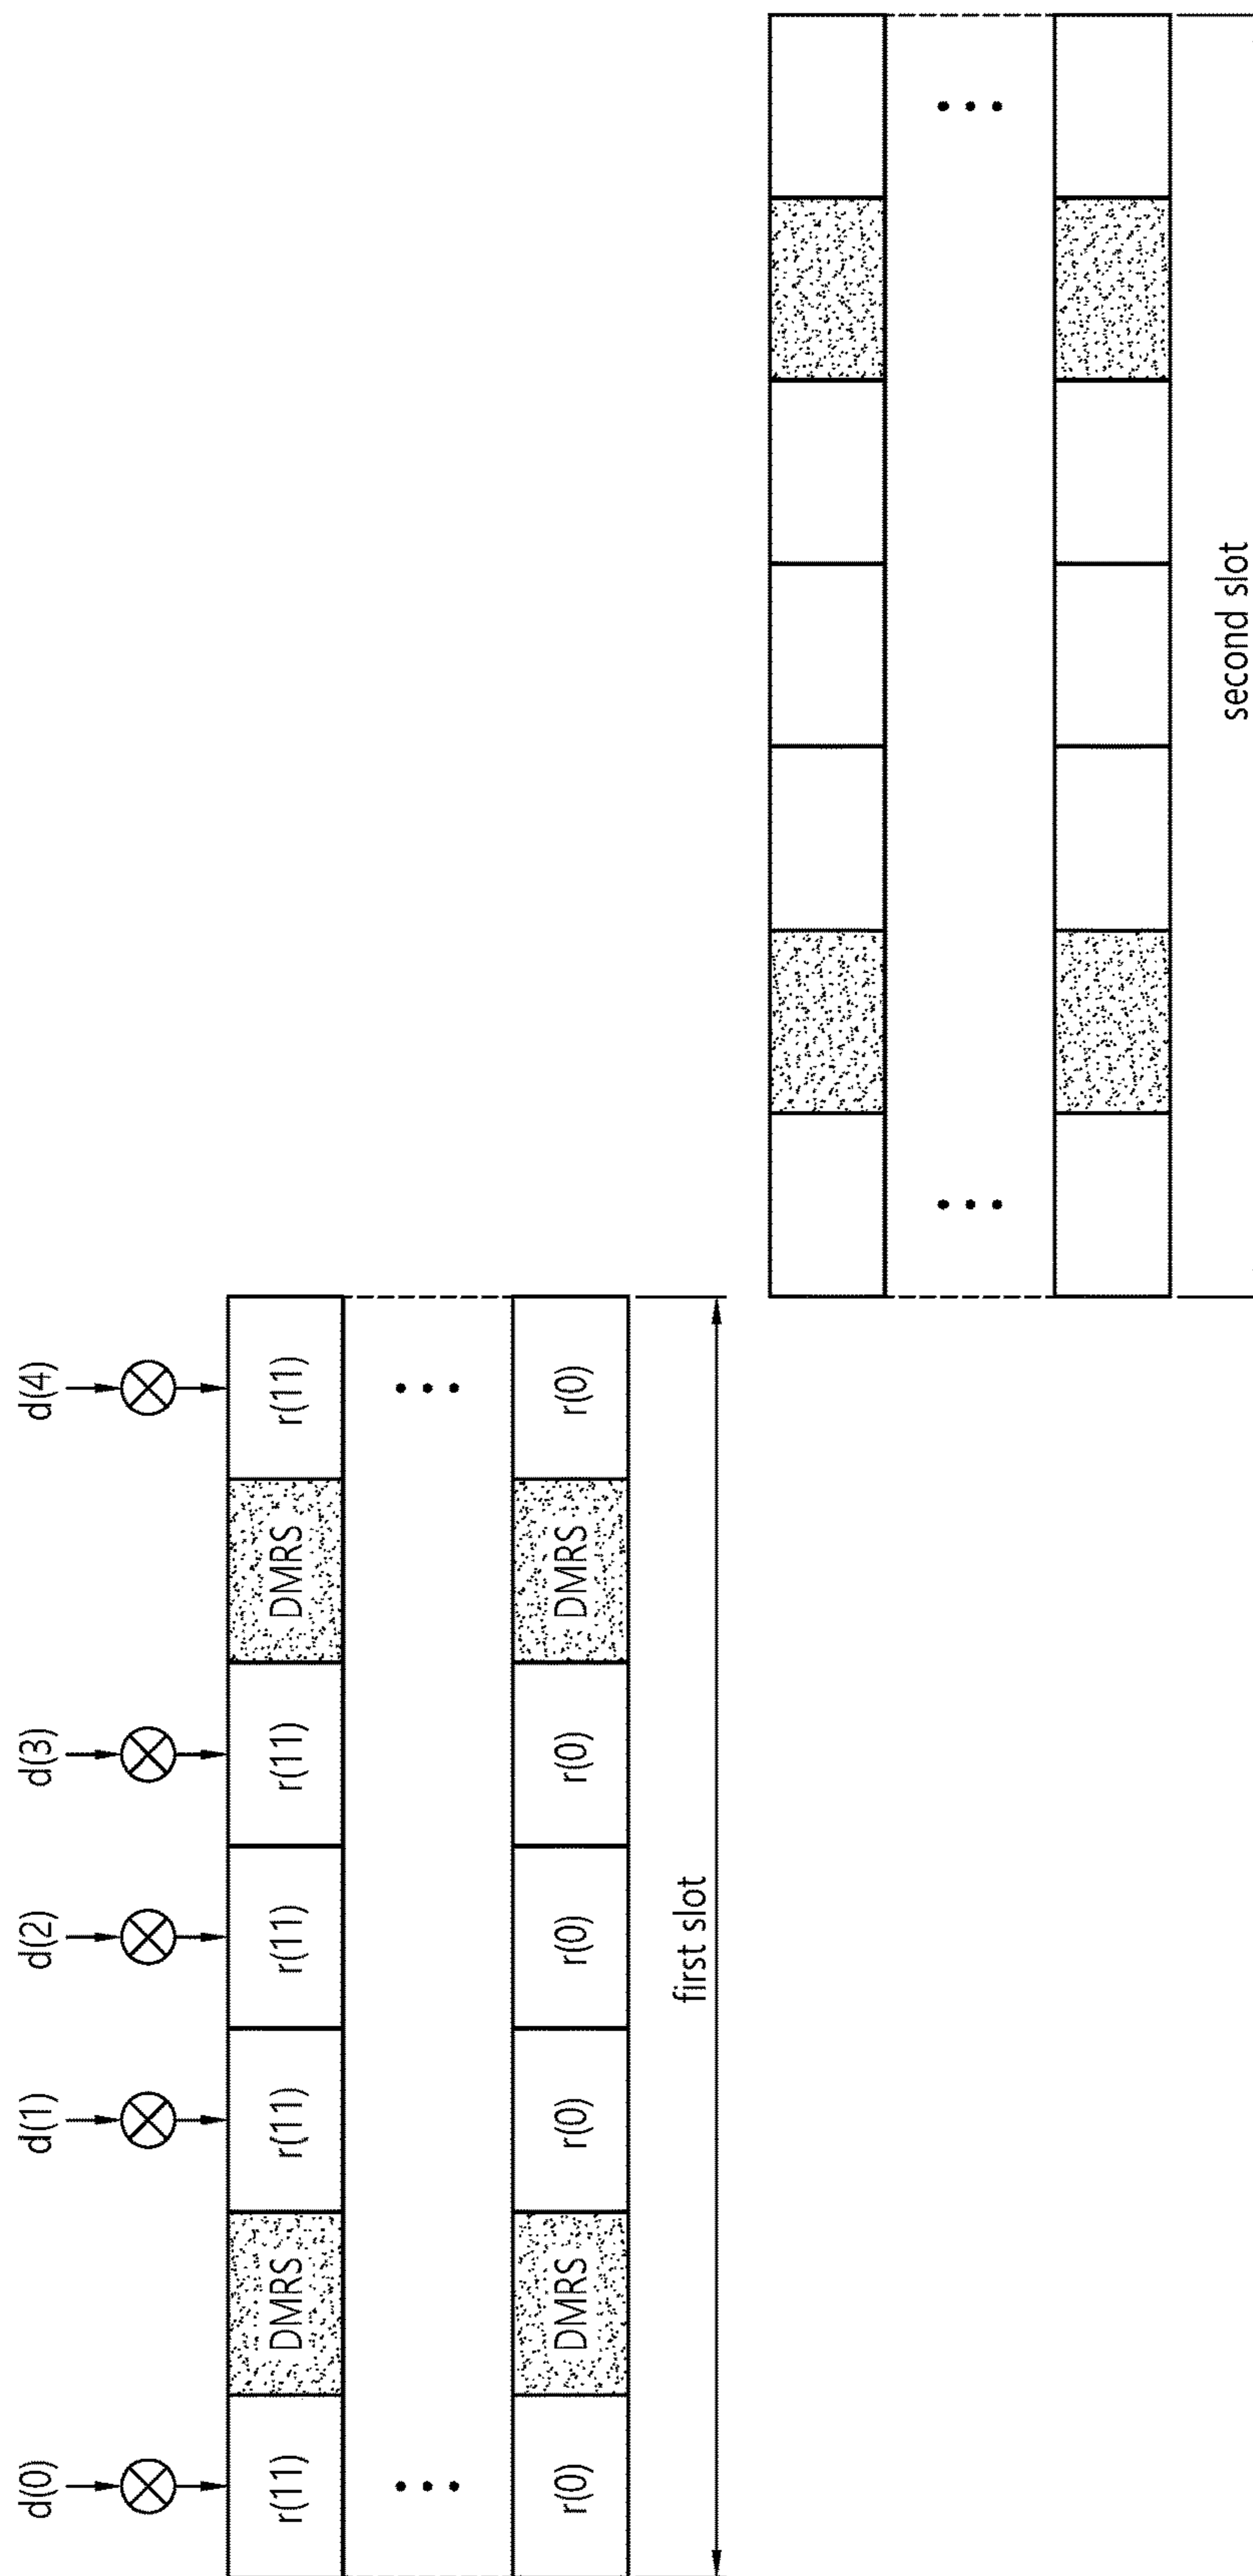 d(0) d(1) d(2) d(3) d(4)
r(11) DMRS r(11) r(11) r(11) DMRS r(11)
r(0) DMRS r(0) r(0) r(0) DMRS r(0)
first slot
second slot